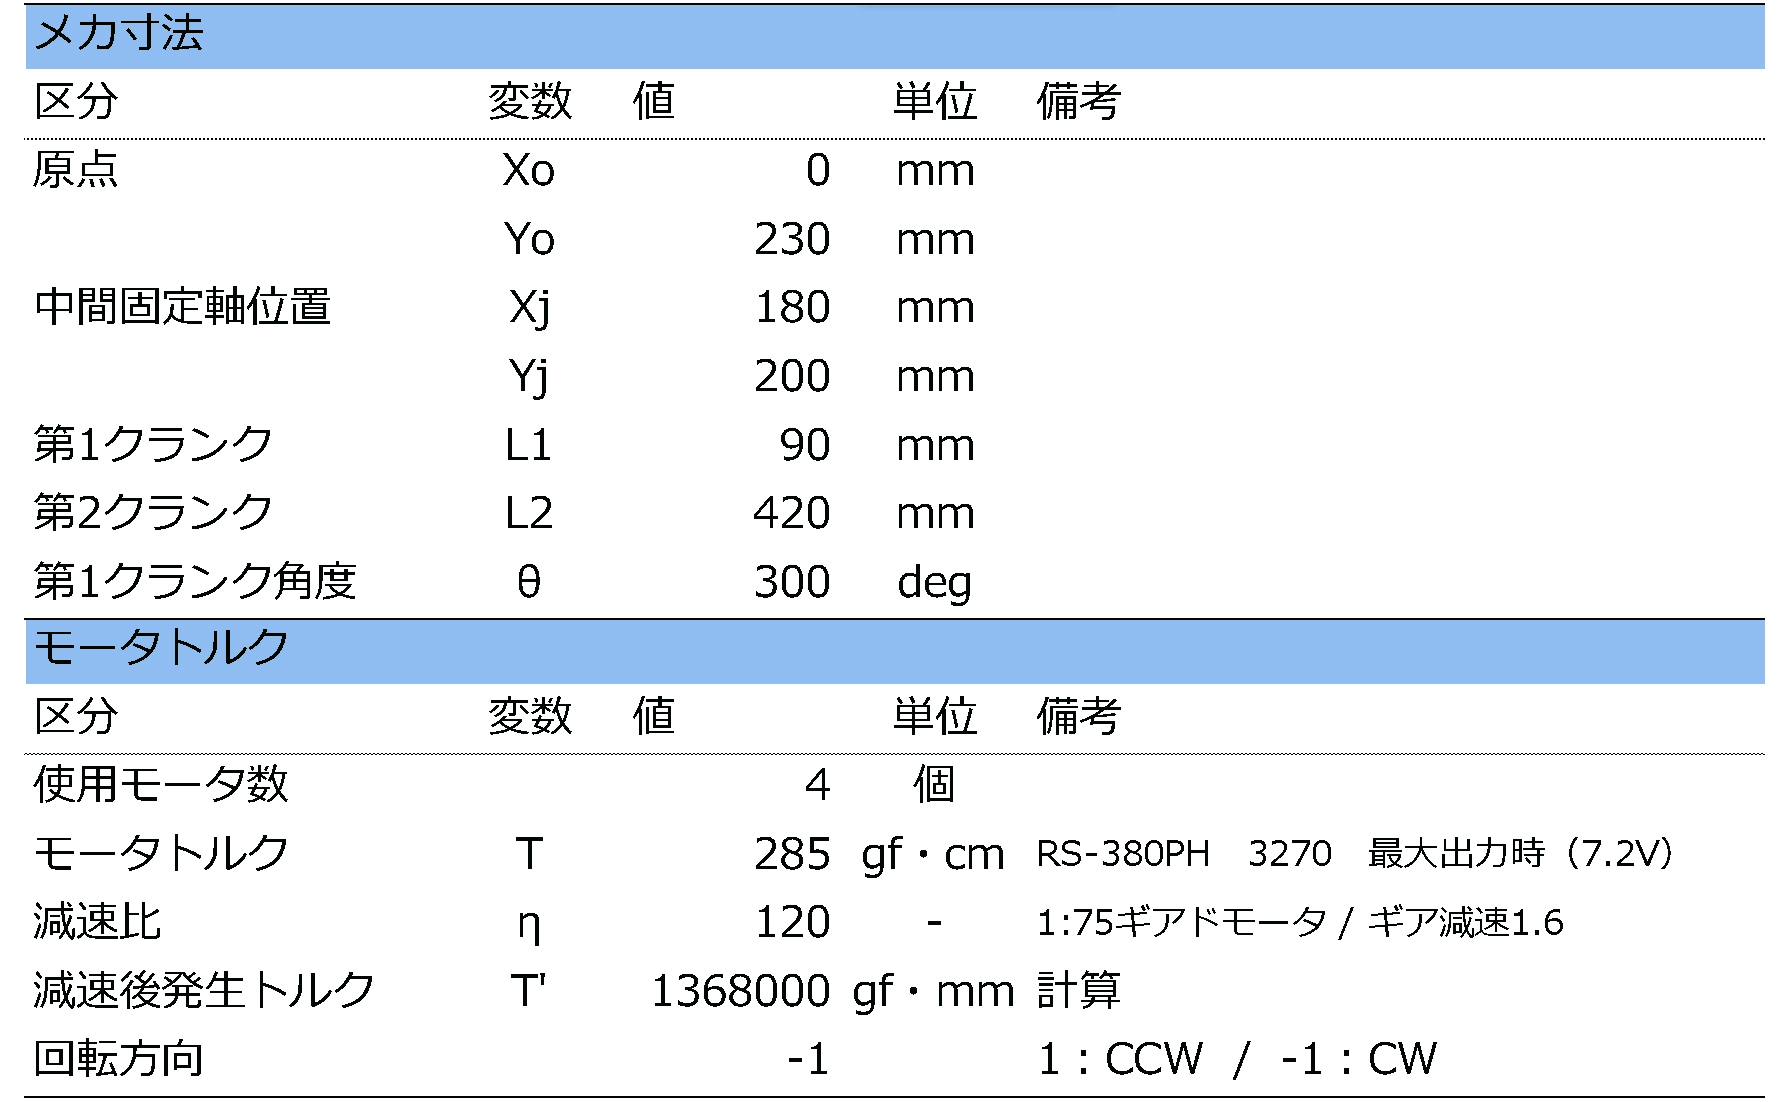 メカ寸法
区分 変数 値 単位 備考
原点 Xo 0 mm
Yo 230 mm
中間固定軸位置 Xj 180 mm
Yj 200 mm
第1クランク L1 90 mm
第2クランク L2 420 mm
第1クランク角度 θ 300 deg
モータトルク
区分 変数 値 単位 備考
使用モータ数 4 個
モータトルク T 285 gf・cm RS-380PH 3270 最大出力時（7.2V）
減速比 η 120 - 1:75ギアドモータ / ギア減速1.6
減速後発生トルク T' 1368000 gf・mm 計算
回転方向 -1 1：CCW / -1：CW